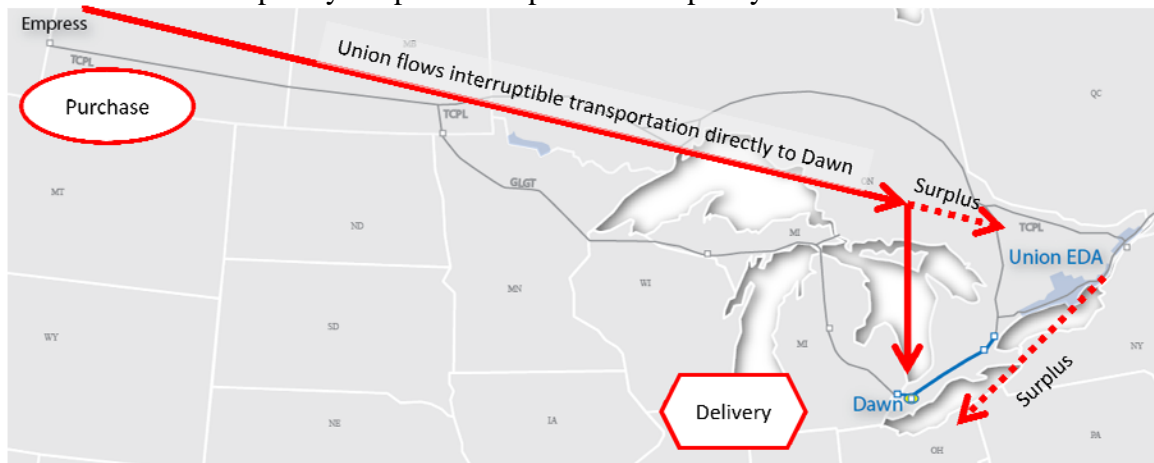 Empress
TCPL
Purchase
Union flows interruptible transportation directly to Dawn
MB
QC
TCPL
ON
Surplus
GLGT
TCPL
MT
ND
MI
Union EDA
MN
WI
SD
WY
MI
NY
Surplus
Delivery
Dawn
NE
IA
OH
PA